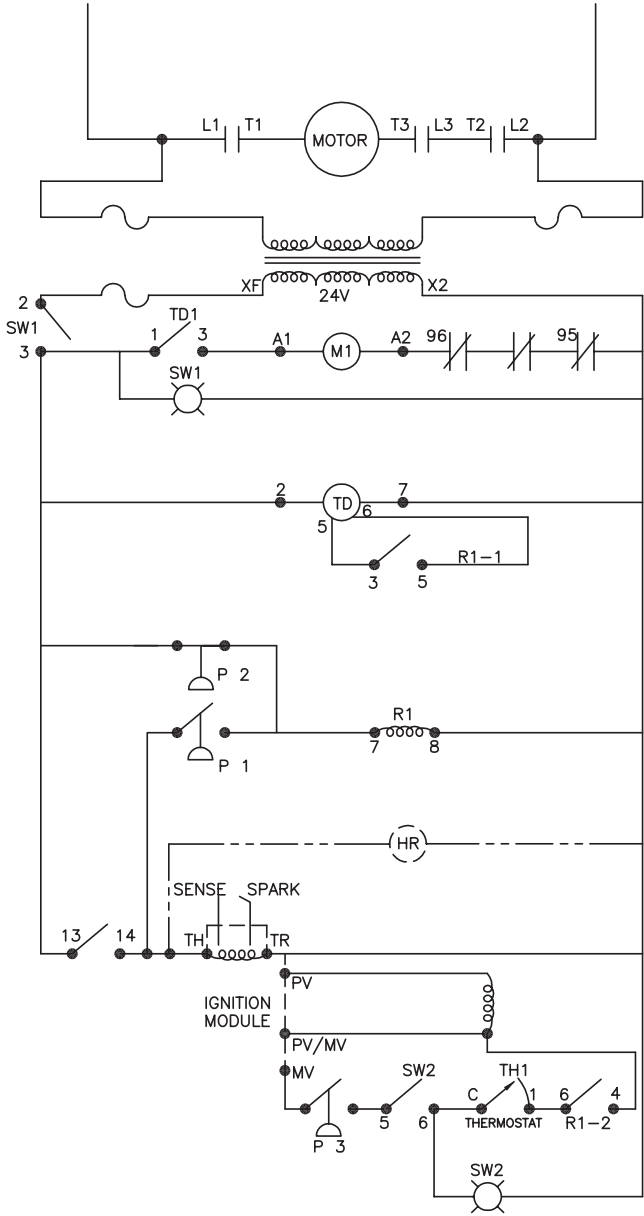 L1 T1 MOTOR T3 L3 T2 L2
XF 24V X2
2
SW1 TD1
3 1 3 A1 M1 A2 96 95
SW1
2 TD 7
5 6
R1-1
3 5
P 2
R1
7 8
P 1
HR
SENSE SPARK
13 14 TH TR
PV
IGNITION
MODULE
PV/MV
MV SW2 TH1
C 1 6 4
5 6 THERMOSTAT R1-2
P 3
SW2